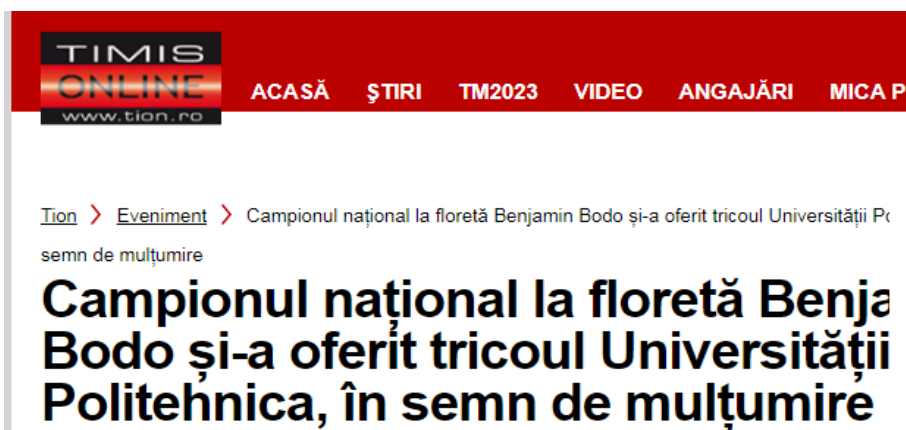 TIMIS
ONLINE
www.tion.ro
ACASĂ ŞTIRI TM2023 VIDEO ANGAJĂRI MICA P
Tion > Eveniment > Campionul național la floretă Benjamin Bodo și-a oferit tricoul Universității Po
semn de mulțumire
Campionul național la floretă Benja
Bodo și-a oferit tricoul Universității
Politehnica, în semn de mulțumire